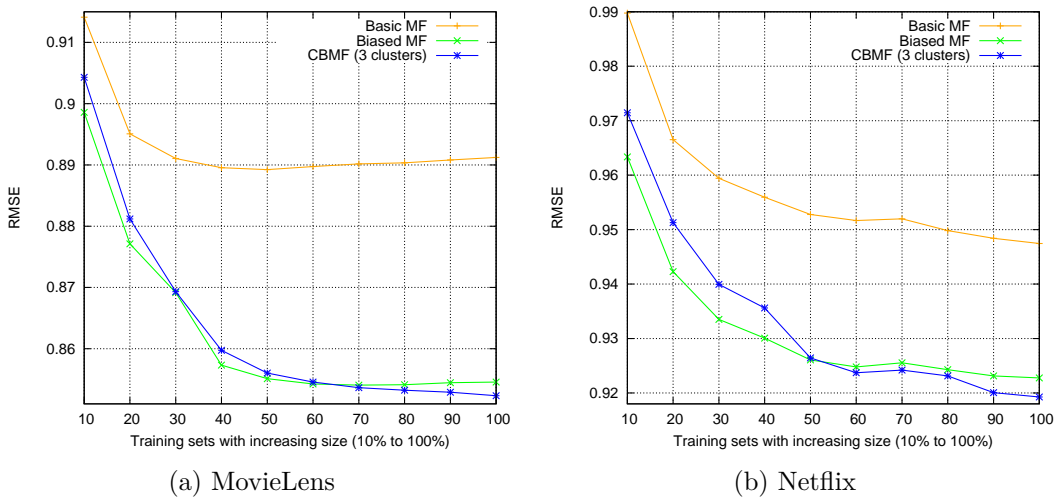 Basic MF
Biased MF
CBMF (3 clusters)
0.91
0.9
0.89
0.88
0.87
0.86
RMSE
10 20 30 40 50 60 70 80 90 100
Training sets with increasing size (10% to 100%)
(a) MovieLens
Basic MF
Biased MF
CBMF (3 clusters)
0.99
0.98
0.97
0.96
0.95
0.94
0.93
0.92
RMSE
10 20 30 40 50 60 70 80 90 100
Training sets with increasing size (10% to 100%)
(b) Netflix